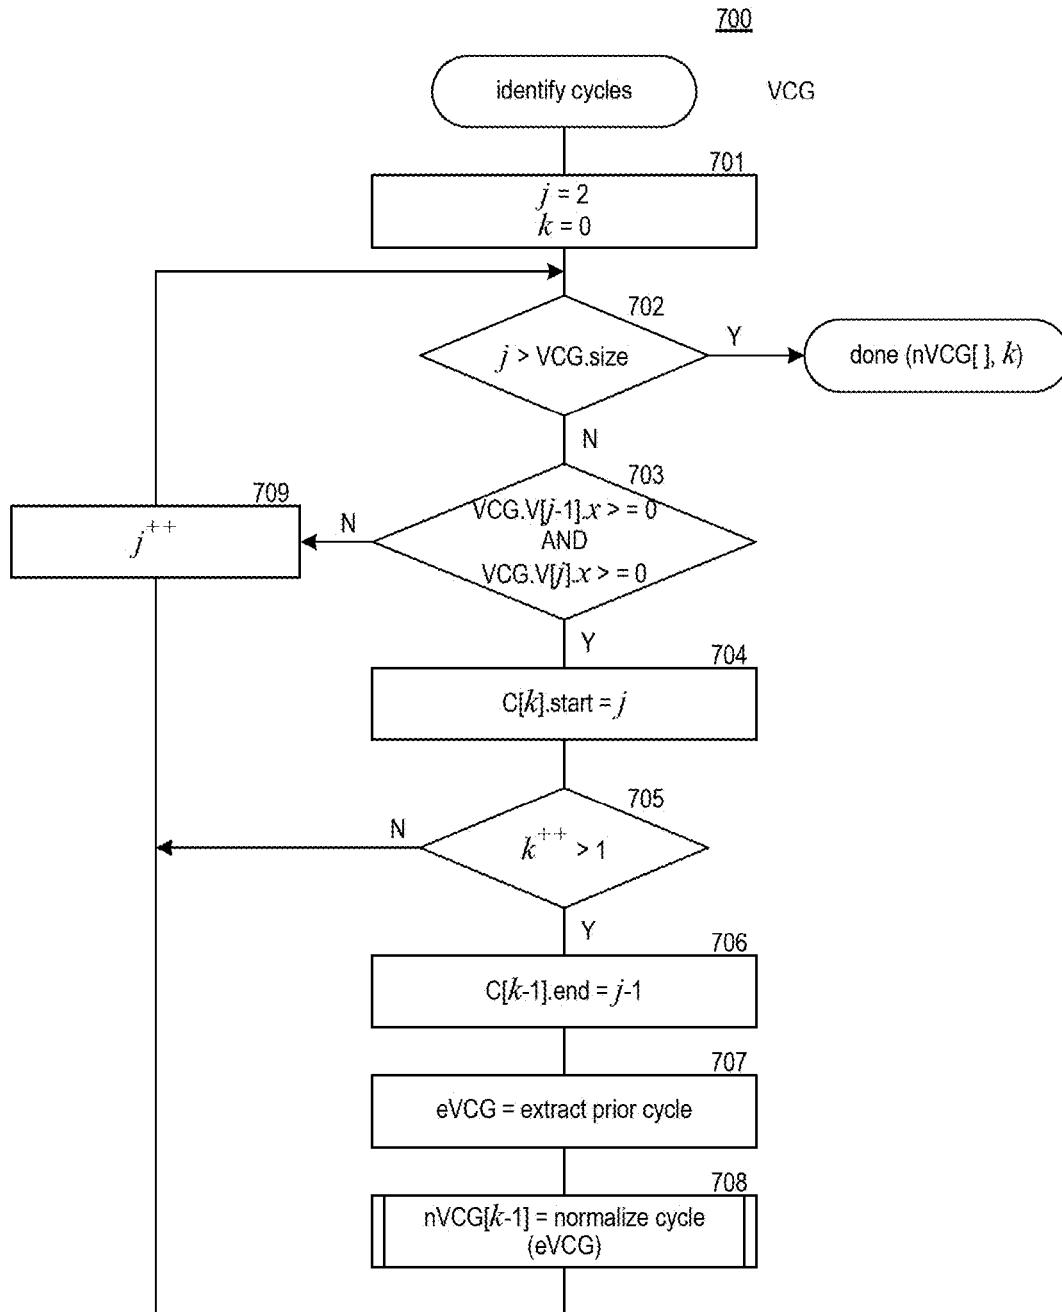 700
identify cycles
VCG
701
j = 2
k = 0
702
j > VCG.size
Y
done (nVCG[ ], k)
N
703
VCG.V[j-1].x > = 0
AND
VCG.V[j].x > = 0
N
709
j++
Y
704
C[k].start = j
705
k++ > 1
N
Y
706
C[k-1].end = j-1
707
eVCG = extract prior cycle
708
nVCG[k-1] = normalize cycle
(eVCG)